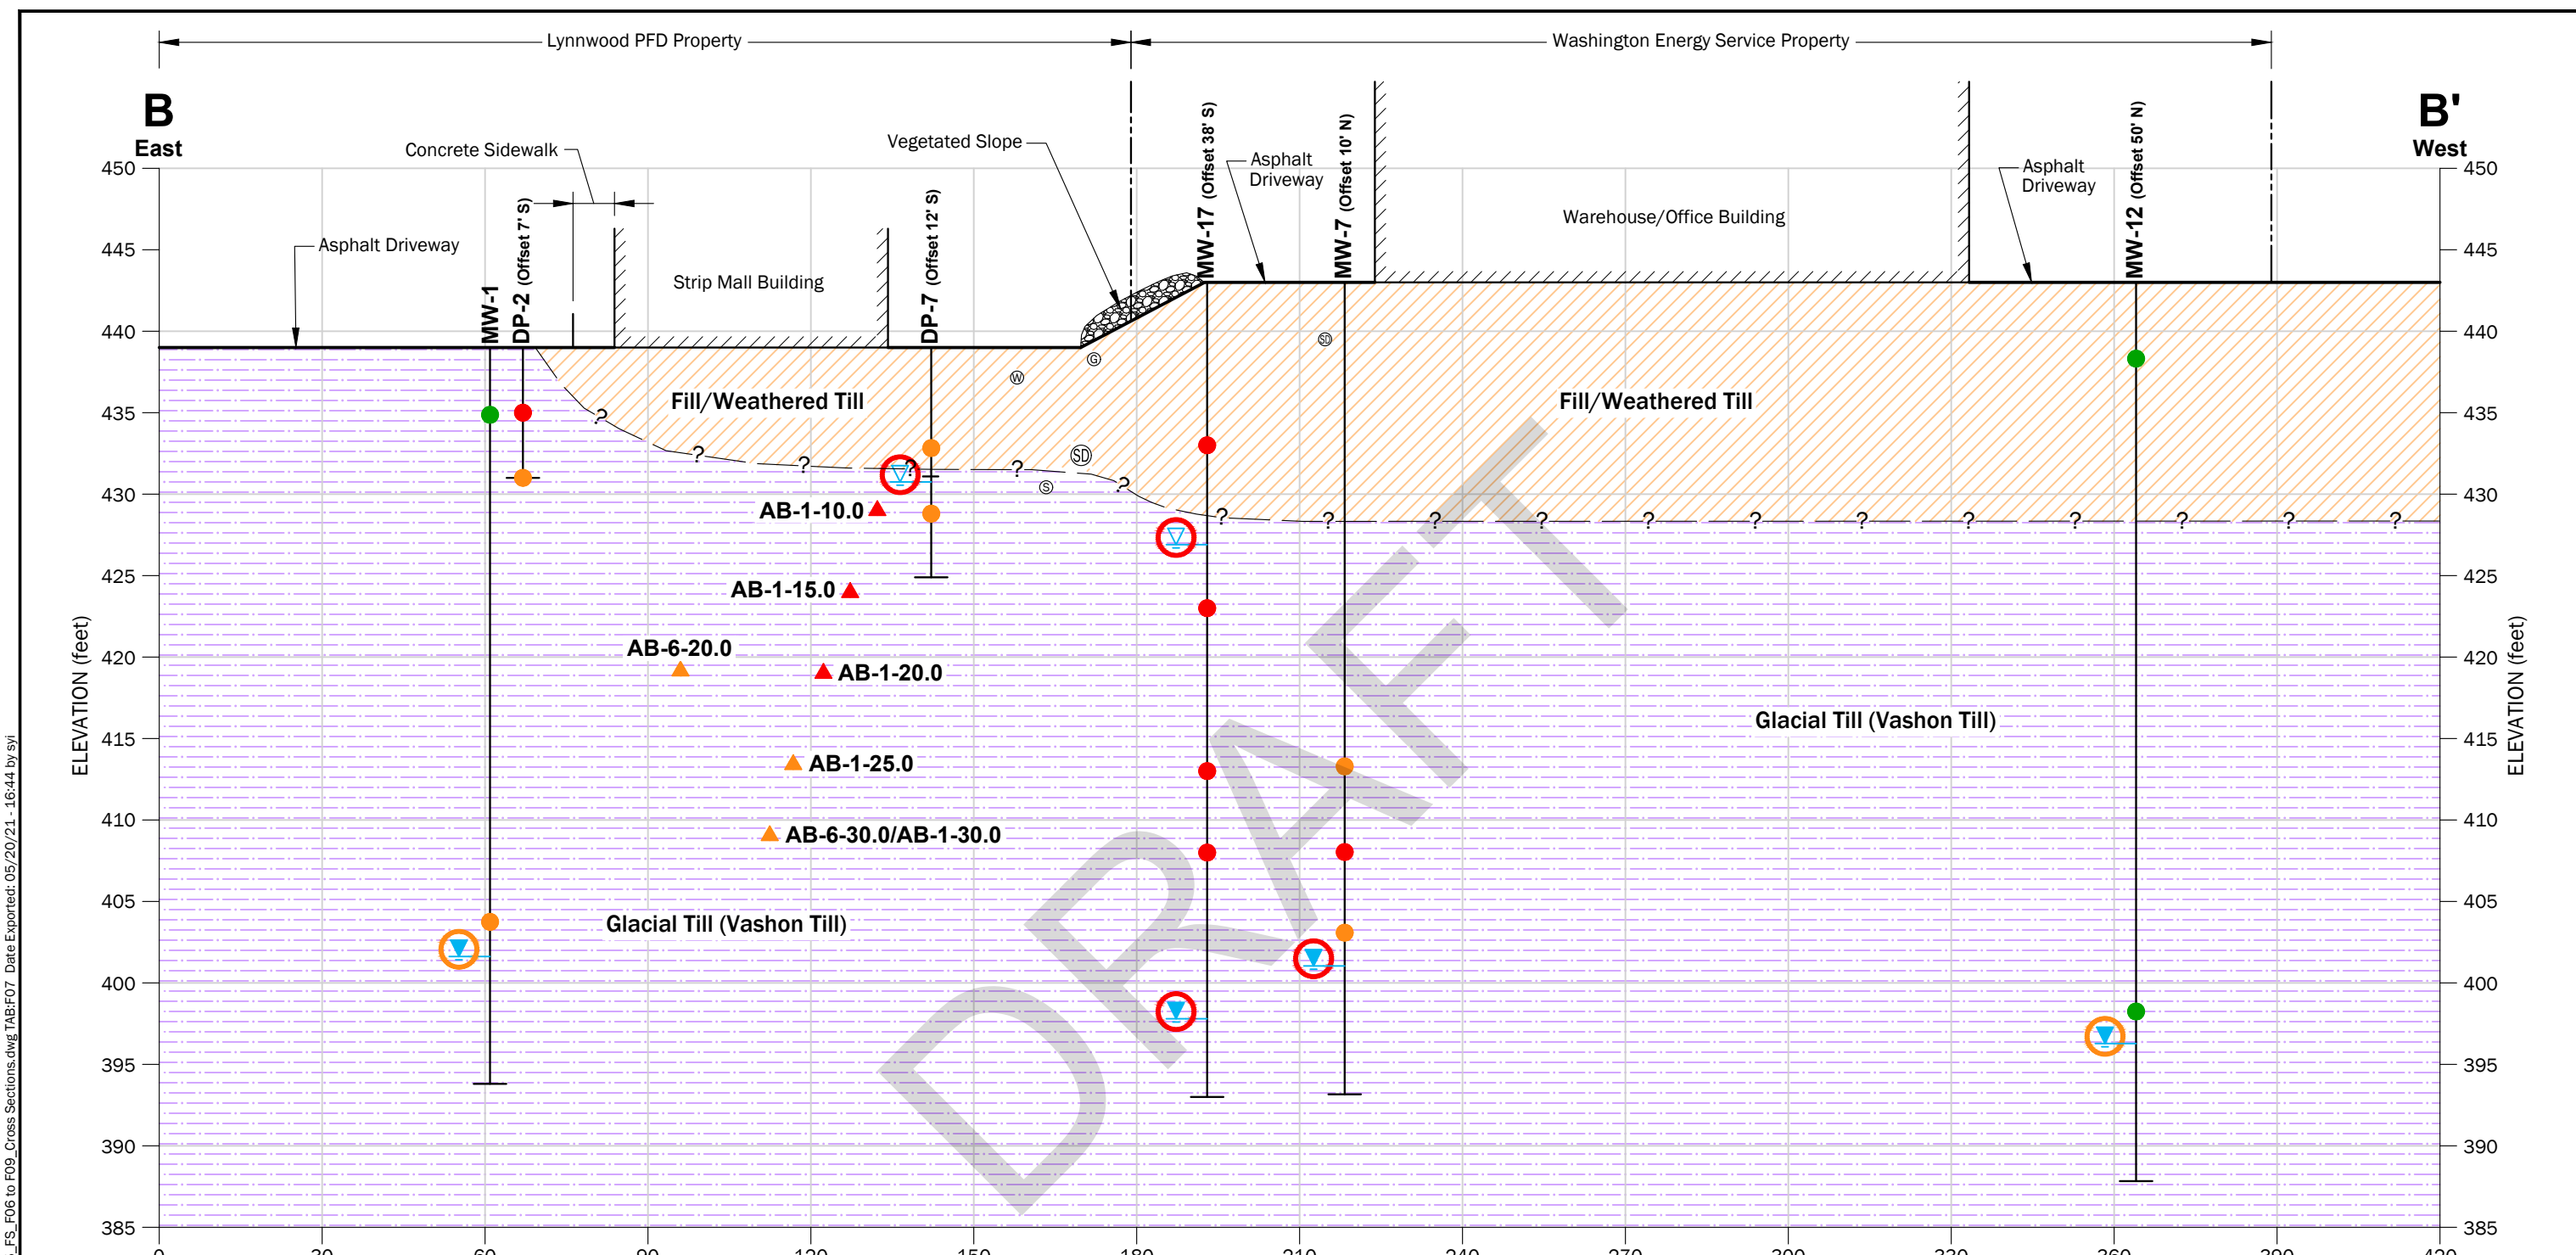 Lynnwood PFD Property
Washington Energy Service Property
B
East
B'
West
Concrete Sidewalk
Vegetated Slope
Asphalt
Driveway
Asphalt
Driveway
Asphalt Driveway
Strip Mall Building
Warehouse/Office Building
MW-1
DP-2 (Offset 7' S)
DP-7 (Offset 12' S)
MW-17 (Offset 38' S)
MW-7 (Offset 10' N)
MW-12 (Offset 50' N)
450
445
440
435
430
425
420
415
410
405
400
395
390
385
ELEVATION (feet)
G
W
SD
SD
S
Fill/Weathered Till
Fill/Weathered Till
? ? ? ? ? ? ? ? ? ? ? ? ? ? ? ? ? ? ?
AB-1-10.0
AB-1-15.0
AB-6-20.0
AB-1-20.0
AB-1-25.0
AB-6-30.0/AB-1-30.0
Glacial Till (Vashon Till)
Glacial Till (Vashon Till)
DRAFT
450
445
440
435
430
425
420
415
410
405
400
395
390
385
ELEVATION (feet)
0 30 60 90 120 150 180 210 240 270 300 330 360 390 420
_FS_F06 to F09_Cross Sections.dwg TAB:F07 Date Exported: 05/20/21 - 16:44 by syi